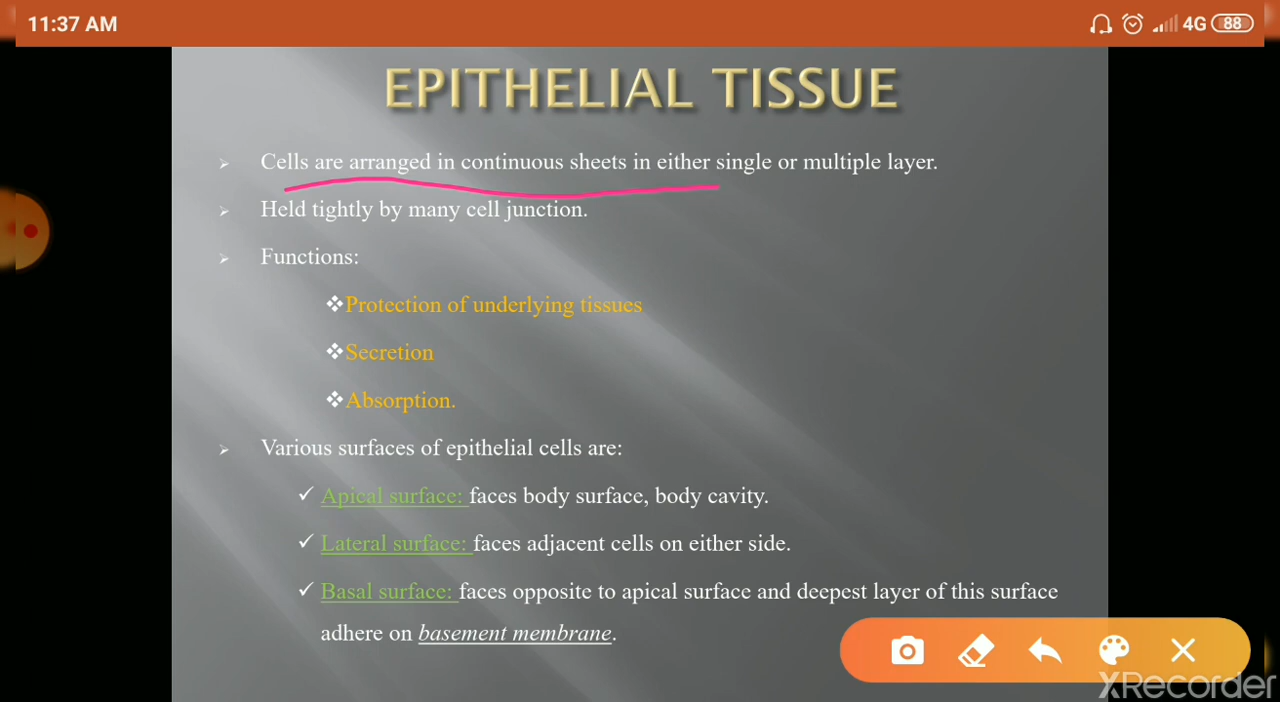 11:37 AM
4G 88
EPITHELIAL TISSUE
Cells are arranged in continuous sheets in either single or multiple layer.
Held tightly by many cell junction.
Functions:
Protection of underlying tissues
Secretion
Absorption.
Various surfaces of epithelial cells are:
Apical surface: faces body surface, body cavity.
Lateral surface: faces adjacent cells on either side.
Basal surface: faces opposite to apical surface and deepest layer of this surface
adhere on basement membrane.
XRecorder